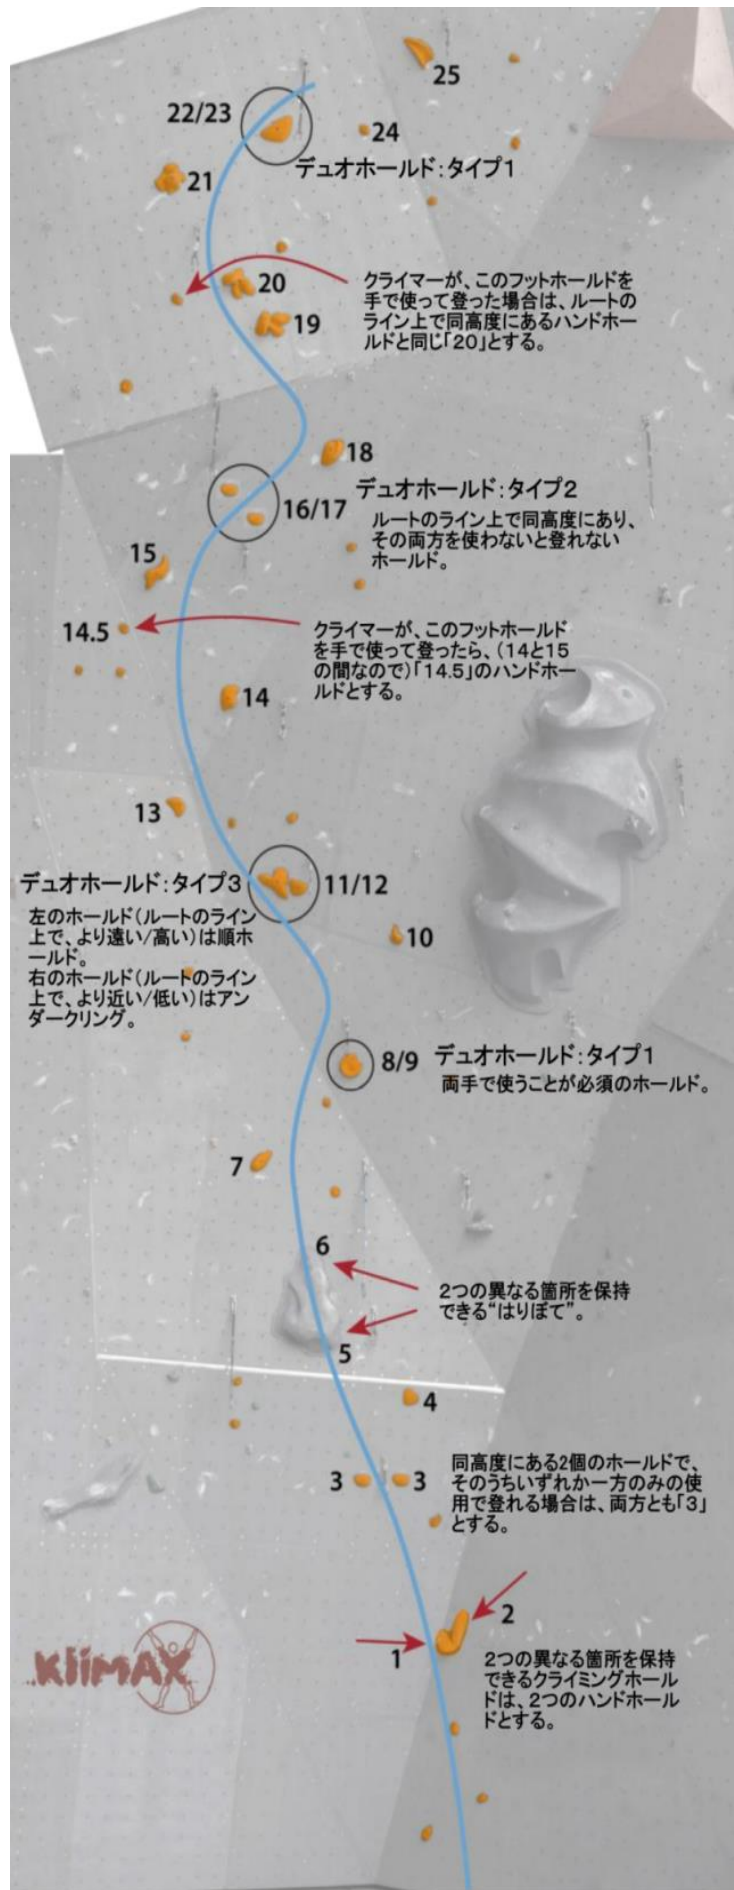 25
22/23
24
デュオホールド：タイプ1
21
クライマーが、このフットホールドを
手で使って登った場合は、ルートの
ライン上で同高度にあるハンドホー
ルドと同じ「20」とする。
20
19
18
デュオホールド：タイプ2
16/17
ルートのライン上で同高度にあり、
その両方を使わないと登れない
ホールド。
15
14.5
クライマーが、このフットホールド
を手で使って登ったら、（14と15
の間なので）「14.5」のハンドホー
ルドとする。
14
13
デュオホールド：タイプ3
11/12
左のホールド（ルートのライン
上で、より遠い/高い）は順ホ
ールド。
右のホールド（ルートのライン
上で、より近い/低い）はアン
ダークリング。
10
8/9
デュオホールド：タイプ1
両手で使うことが必須のホールド。
7
6
2つの異なる箇所を保持
できる“はりぼて”。
5
4
3
3
同高度にある2個のホールドで、
そのうちいずれか一方のみの使
用で登れる場合は、両方とも「3」
とする。
2
1
2つの異なる箇所を保持
できるクライミングホール
ドは、2つのハンドホール
ドとする。
KliMAX